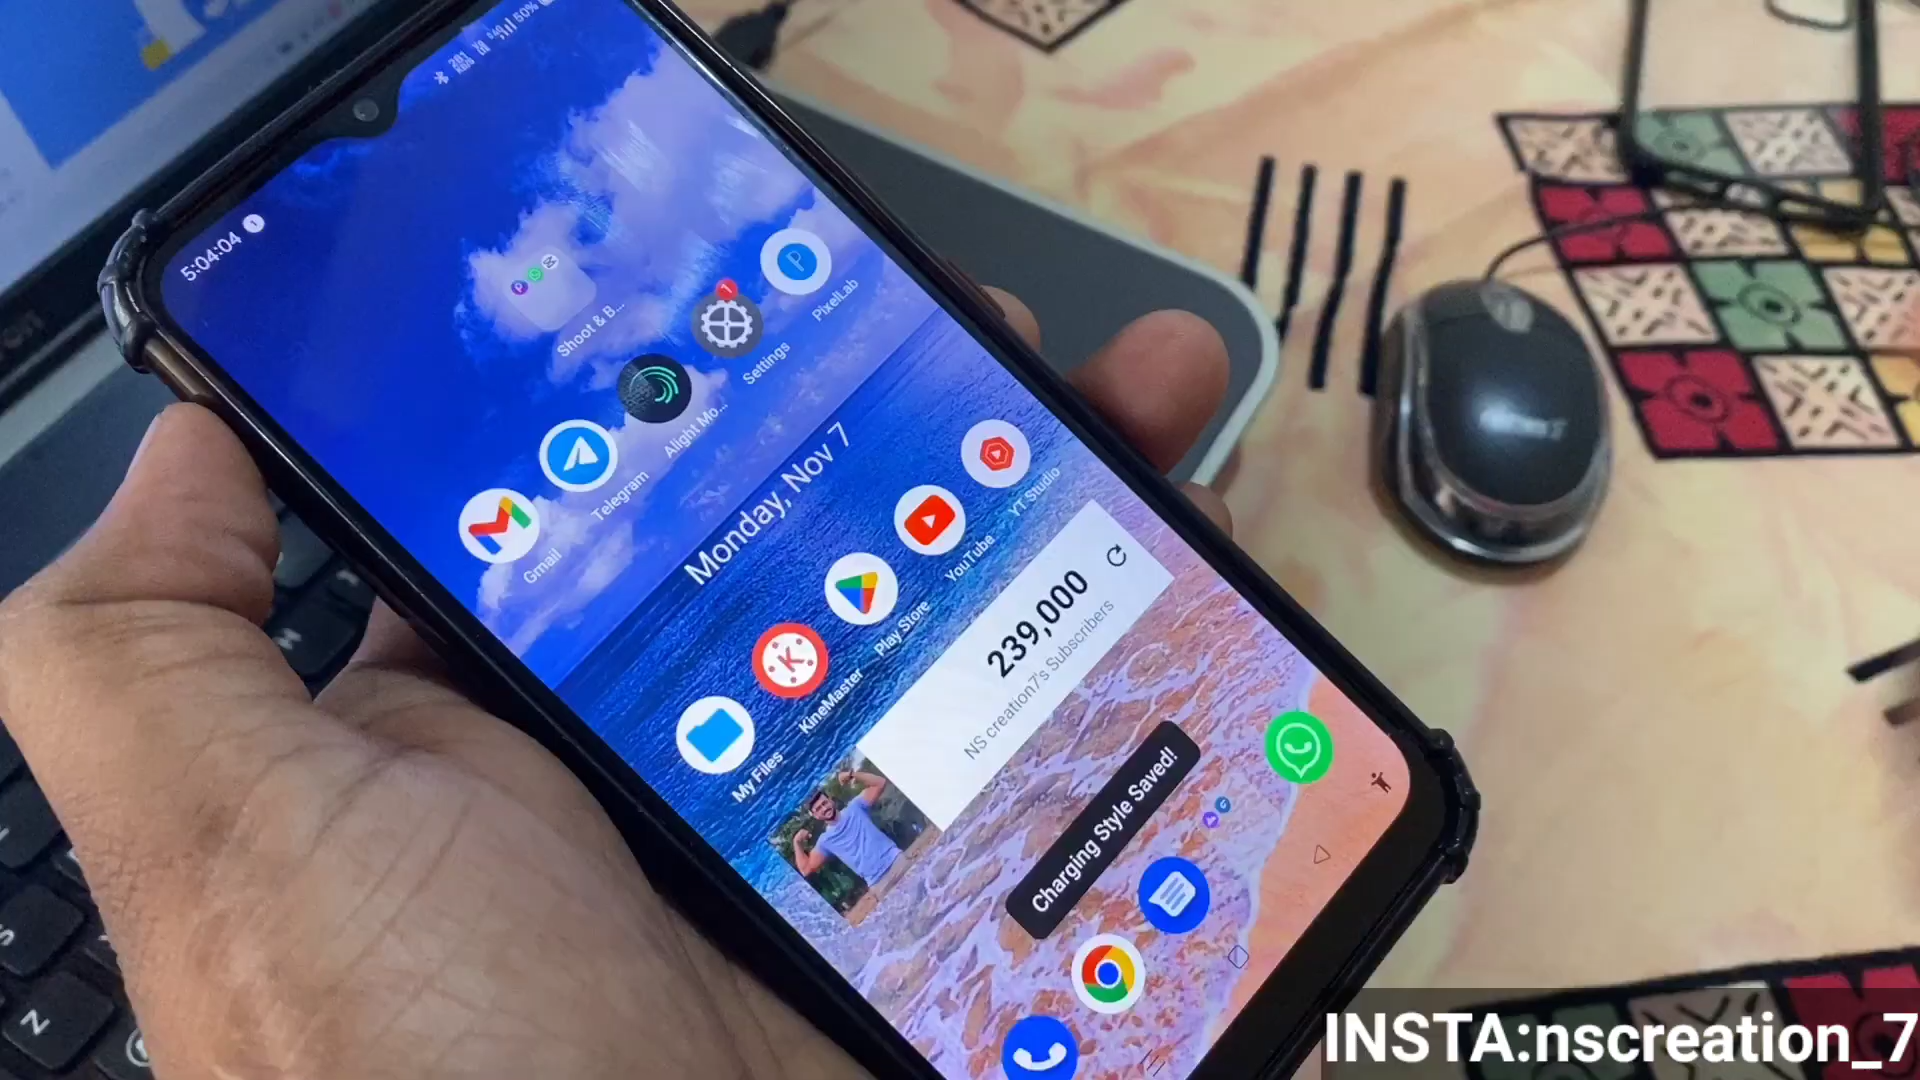 5:04:04
50%
Shoot & B...
PixelLab
Settings
Alight Mo...
Telegram
Gmail
Monday, Nov 7
YT Studio
YouTube
Play Store
KineMaster
My Files
239,000
NS creation7's Subscribers
Charging Style Saved!
INSTA:nscreation_7